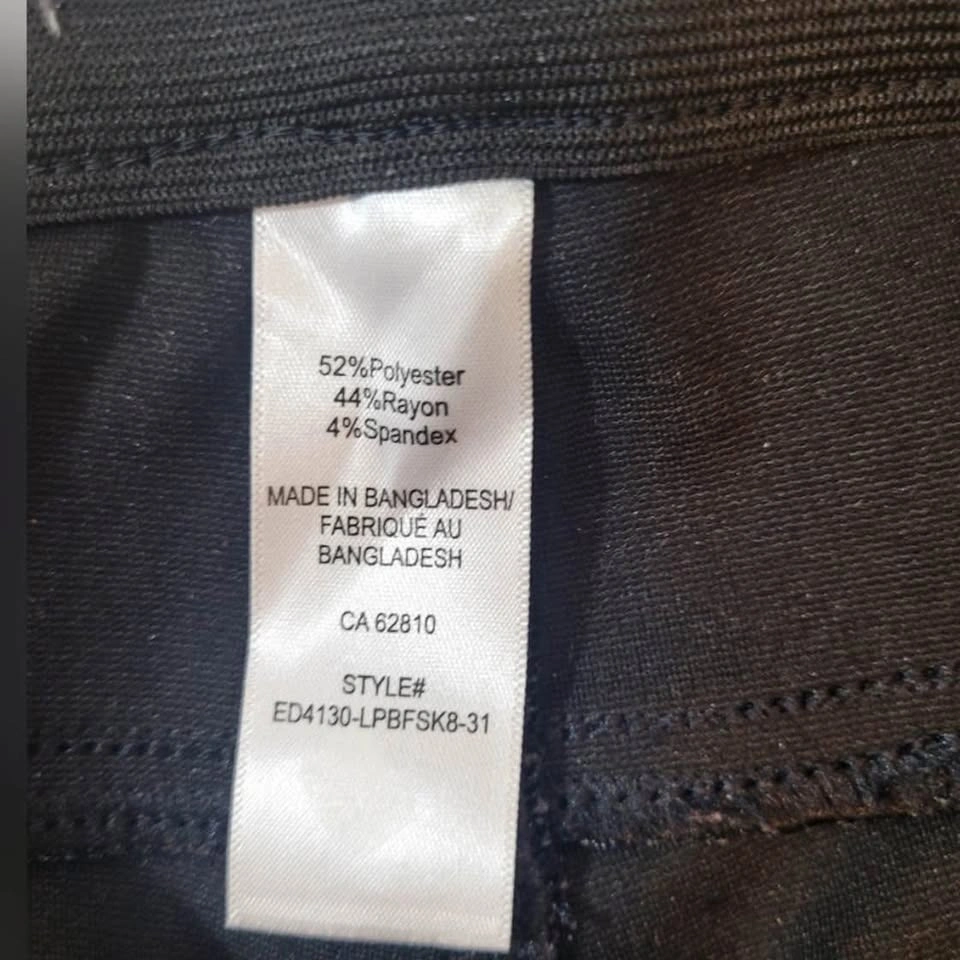 52%Polyester
44%Rayon
4%Spandex
MADE IN BANGLADESH/
FABRIQUÉ AU
BANGLADESH
CA 62810
STYLE#
ED4130-LPBFSK8-31